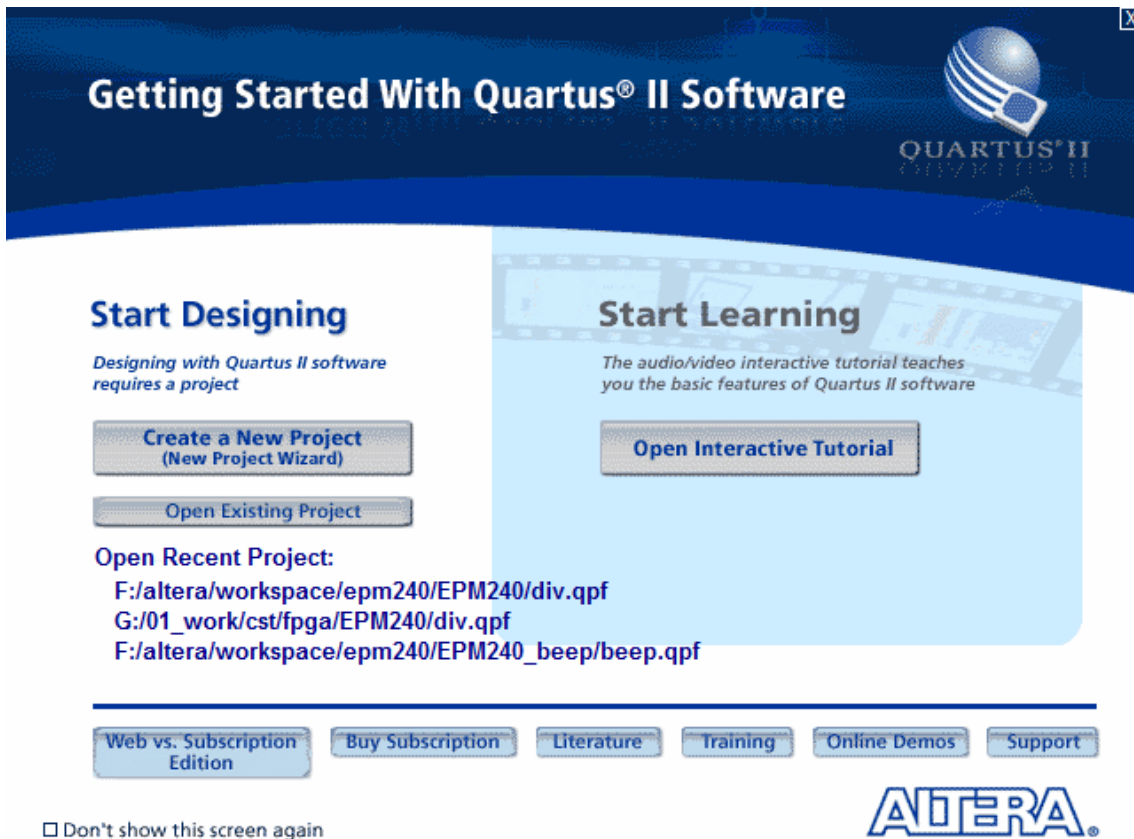 X
Getting Started With Quartus® II Software
QUARTUS® II
Start Designing
Designing with Quartus II software
requires a project
Create a New Project
(New Project Wizard)
Open Existing Project
Open Recent Project:
F:/altera/workspace/epm240/EPM240/div.qpf
G:/01_work/cst/fpga/EPM240/div.qpf
F:/altera/workspace/epm240/EPM240_beep/beep.qpf
Start Learning
The audio/video interactive tutorial teaches
you the basic features of Quartus II software
Open Interactive Tutorial
Web vs. Subscription
Edition
Buy Subscription
Literature
Training
Online Demos
Support
Don't show this screen again
ALTERA®